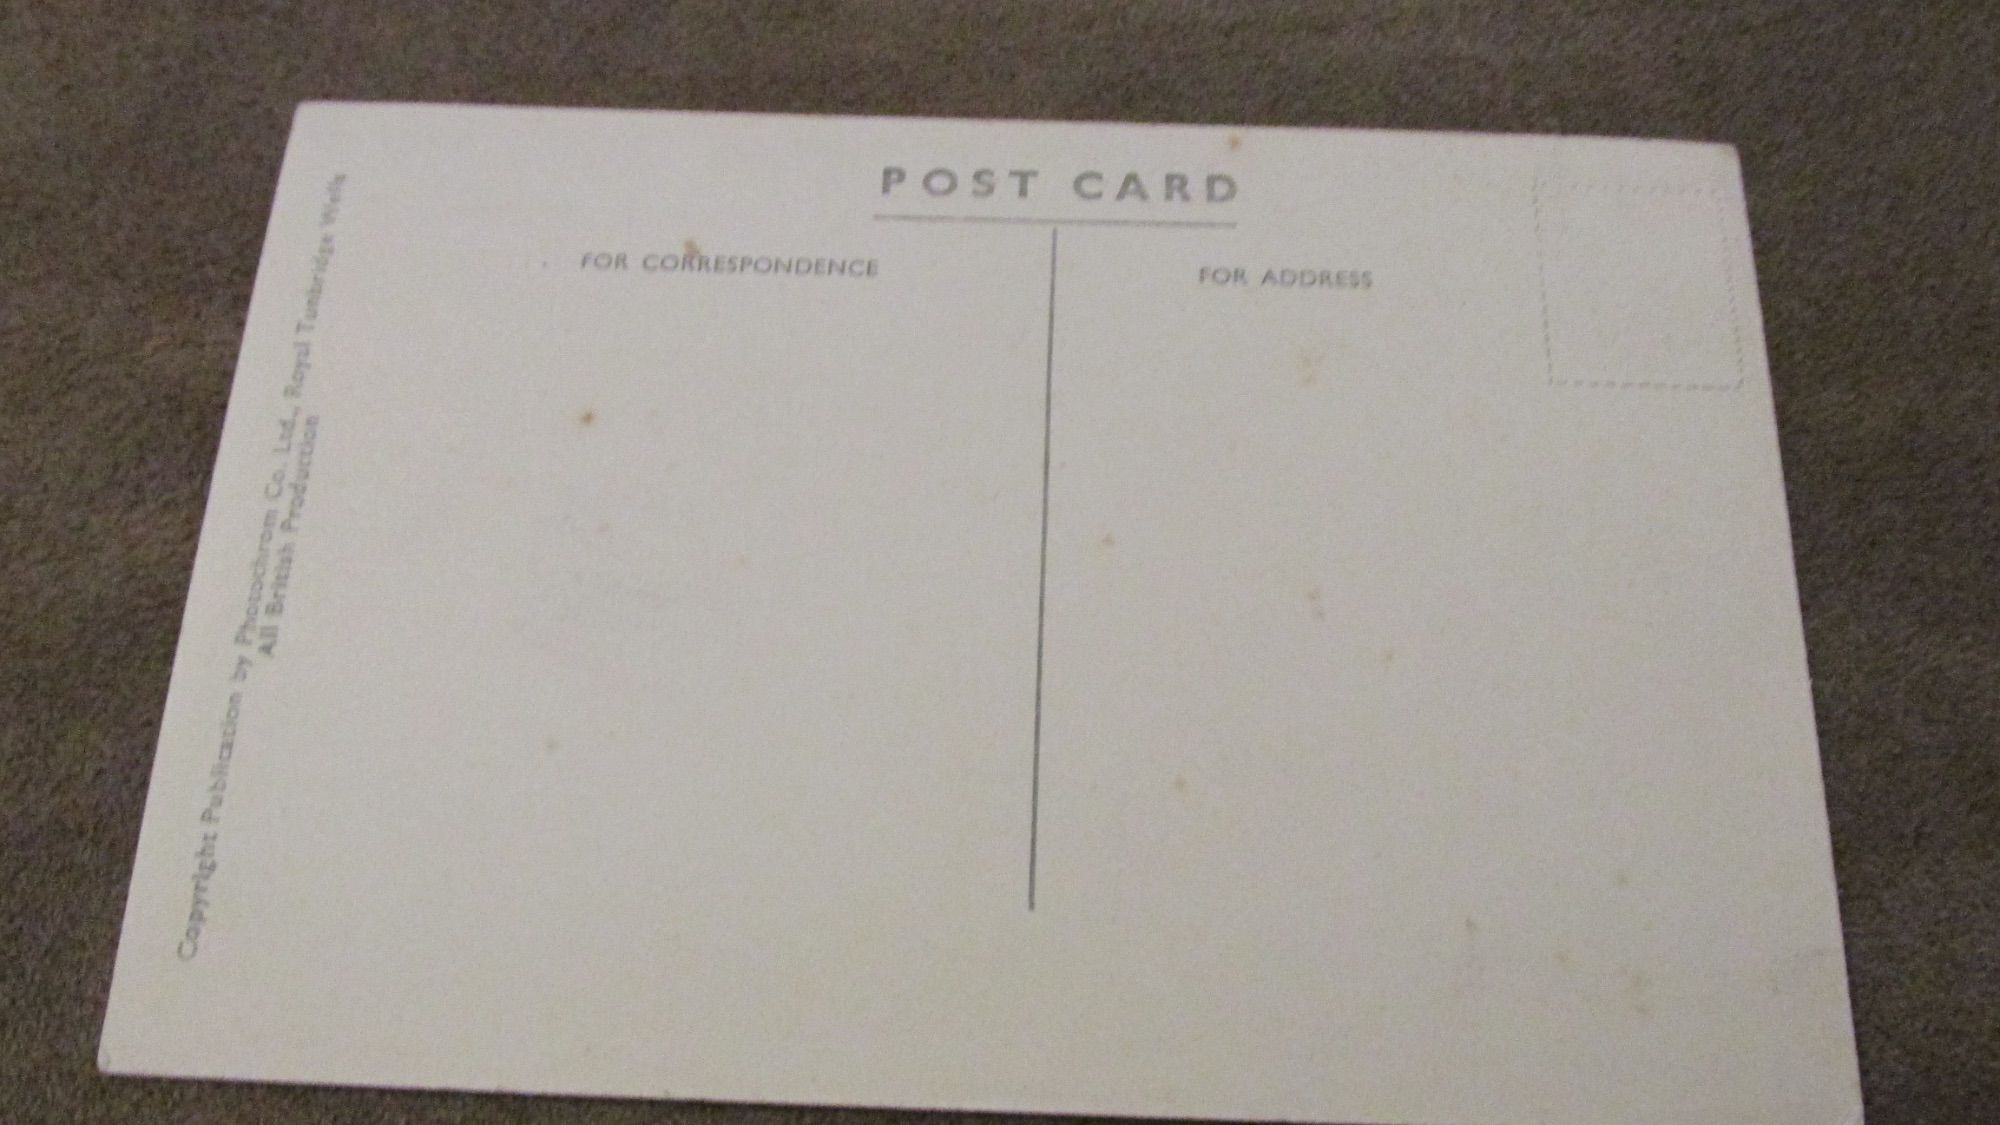 POST CARD
FOR CORRESPONDENCE
FOR ADDRESS
Copyright Publication by Photochrom Co. Ltd., Royal Tunbridge Wells
All British Production